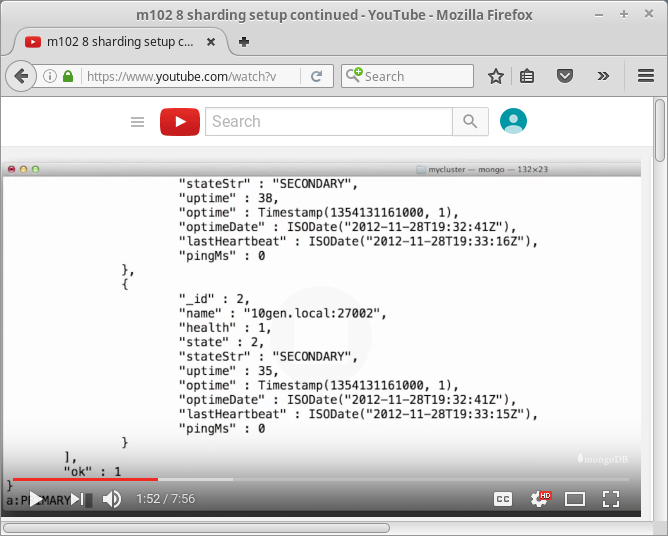 m102 8 sharding setup continued - YouTube - Mozilla Firefox
m102 8 sharding setup c...
https://www.youtube.com/watch?v
Search
Search
mycluster — mongo — 132×23
"stateStr" : "SECONDARY",
"uptime" : 38,
"optime" : Timestamp(1354131161000, 1),
"optimeDate" : ISODate("2012-11-28T19:32:41Z"),
"lastHeartbeat" : ISODate("2012-11-28T19:33:16Z"),
"pingMs" : 0
},
{
"_id" : 2,
"name" : "10gen.local:27002",
"health" : 1,
"state" : 2,
"stateStr" : "SECONDARY",
"uptime" : 35,
"optime" : Timestamp(1354131161000, 1),
"optimeDate" : ISODate("2012-11-28T19:32:41Z"),
"lastHeartbeat" : ISODate("2012-11-28T19:33:15Z"),
"pingMs" : 0
}
],
"ok" : 1
}
mongoDB
a:PRIMARY
1:52 / 7:56
CC
HD